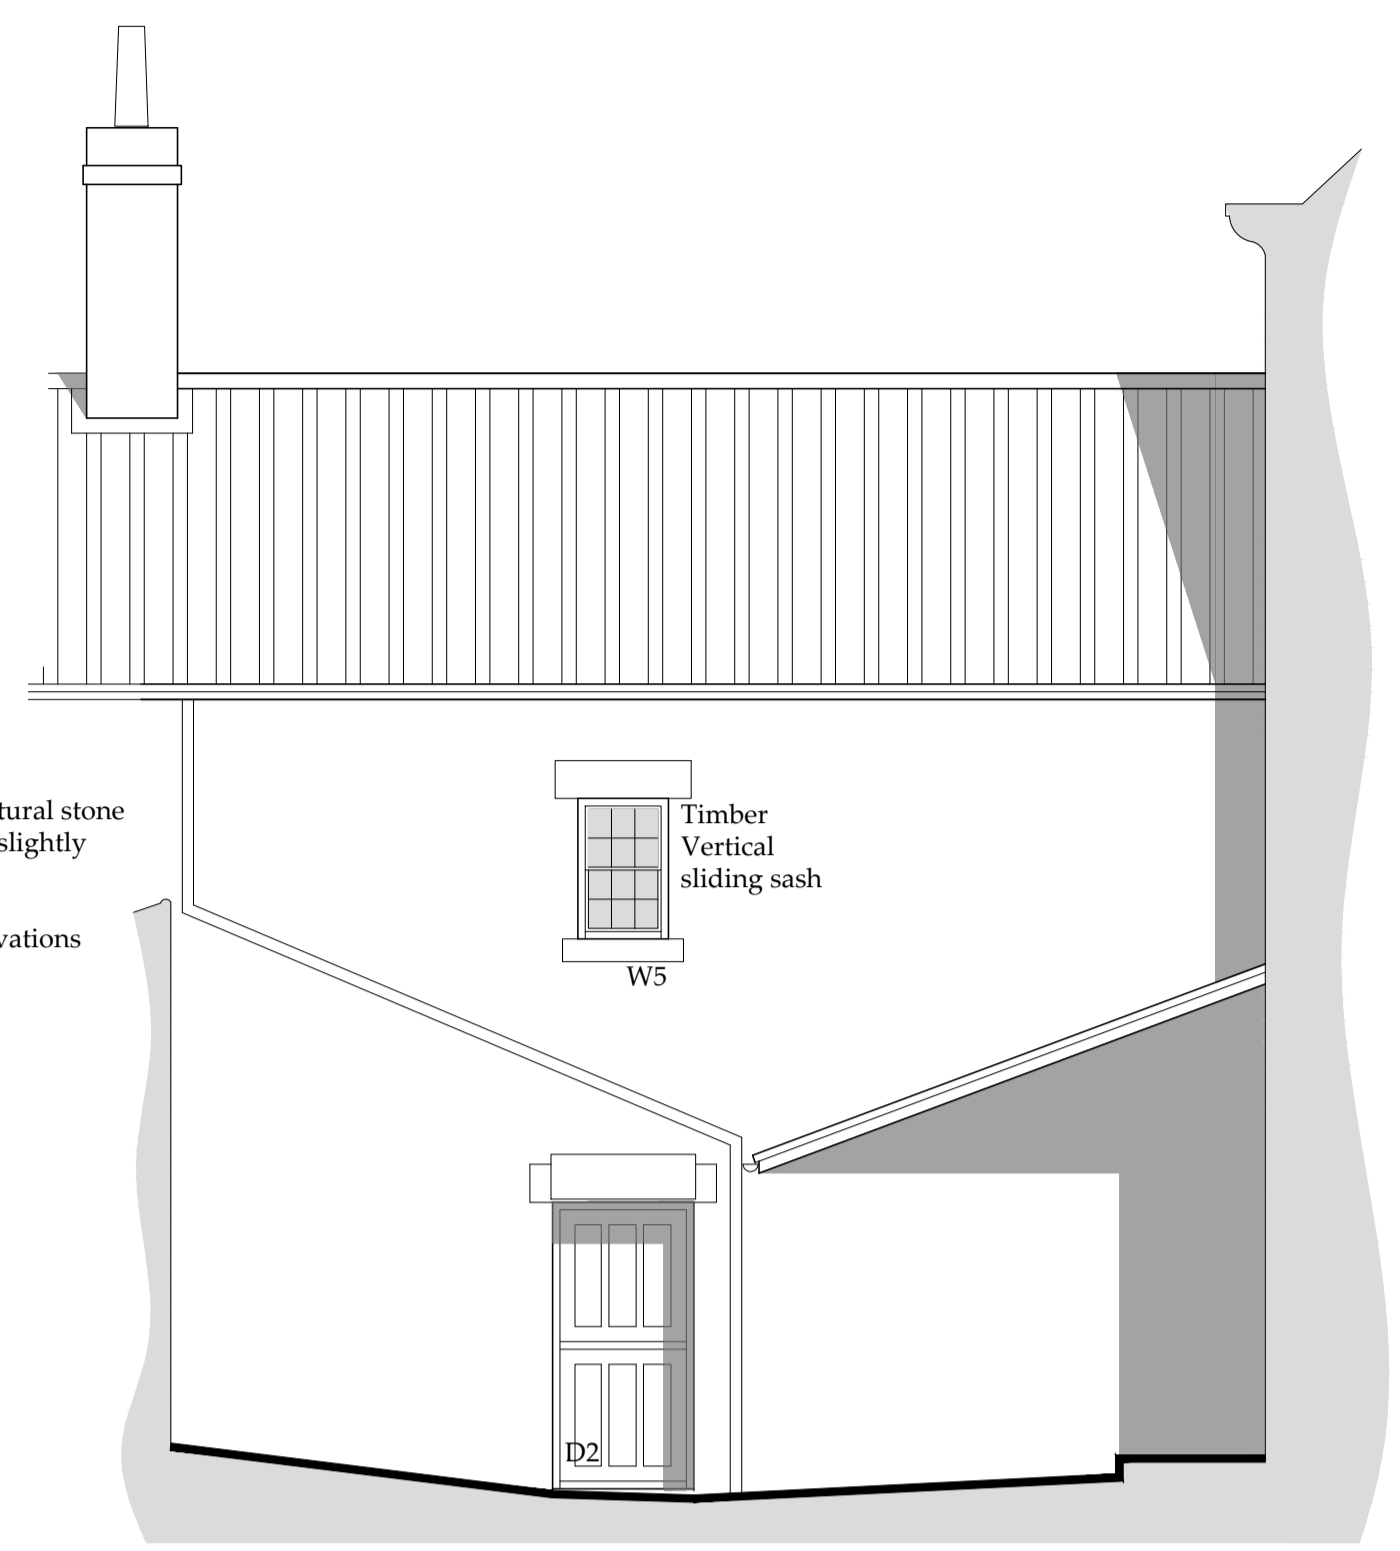 tural stone
slightly
vations
Timber
Vertical
sliding sash
W5
D2